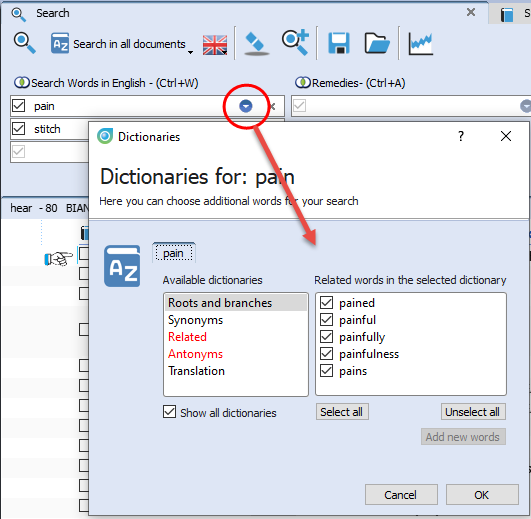 Search
S
Search in all documents
Search Words in English - (Ctrl+W)
Remedies- (Ctrl+A)
pain
stitch
Dictionaries
Dictionaries for: pain
Here you can choose additional words for your search
hear - 80 BIAN
AZ
pain
Available dictionaries
Related words in the selected dictionary
Roots and branches
Synonyms
Related
Antonyms
Translation
pained
painful
painfully
painfulness
pains
Show all dictionaries
Select all
Unselect all
Add new words
Cancel
OK